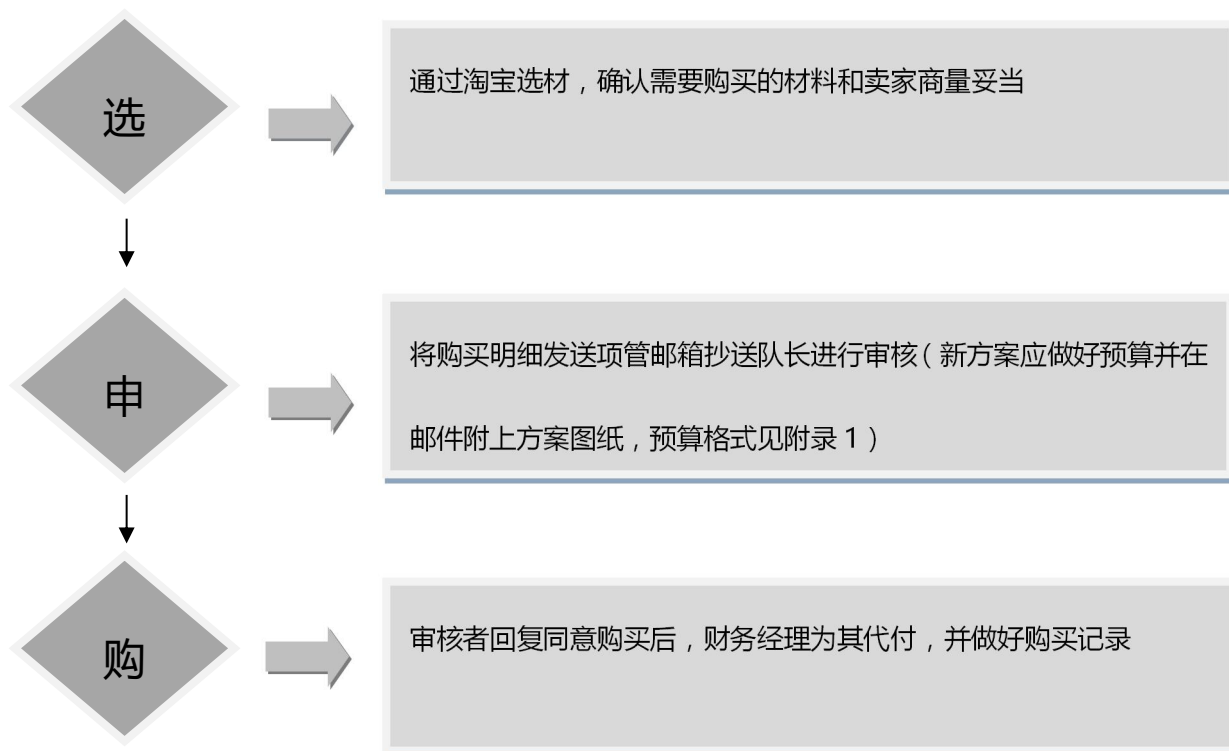 选
通过淘宝选材，确认需要购买的材料和卖家商量妥当
申
将购买明细发送项管邮箱抄送队长进行审核（新方案应做好预算并在
邮件附上方案图纸，预算格式见附录1）
购
审核者回复同意购买后，财务经理为其代付，并做好购买记录